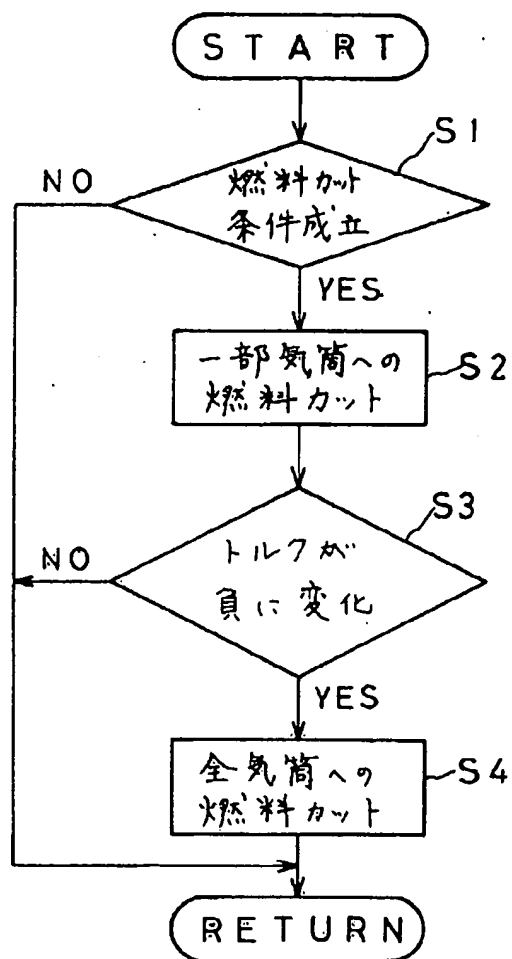 START
S1
NO
燃料カット
条件成立
YES
一部気筒への
燃料カット
S2
S3
NO
トルクが
負に変化
YES
全気筒への
燃料カット
S4
RETURN